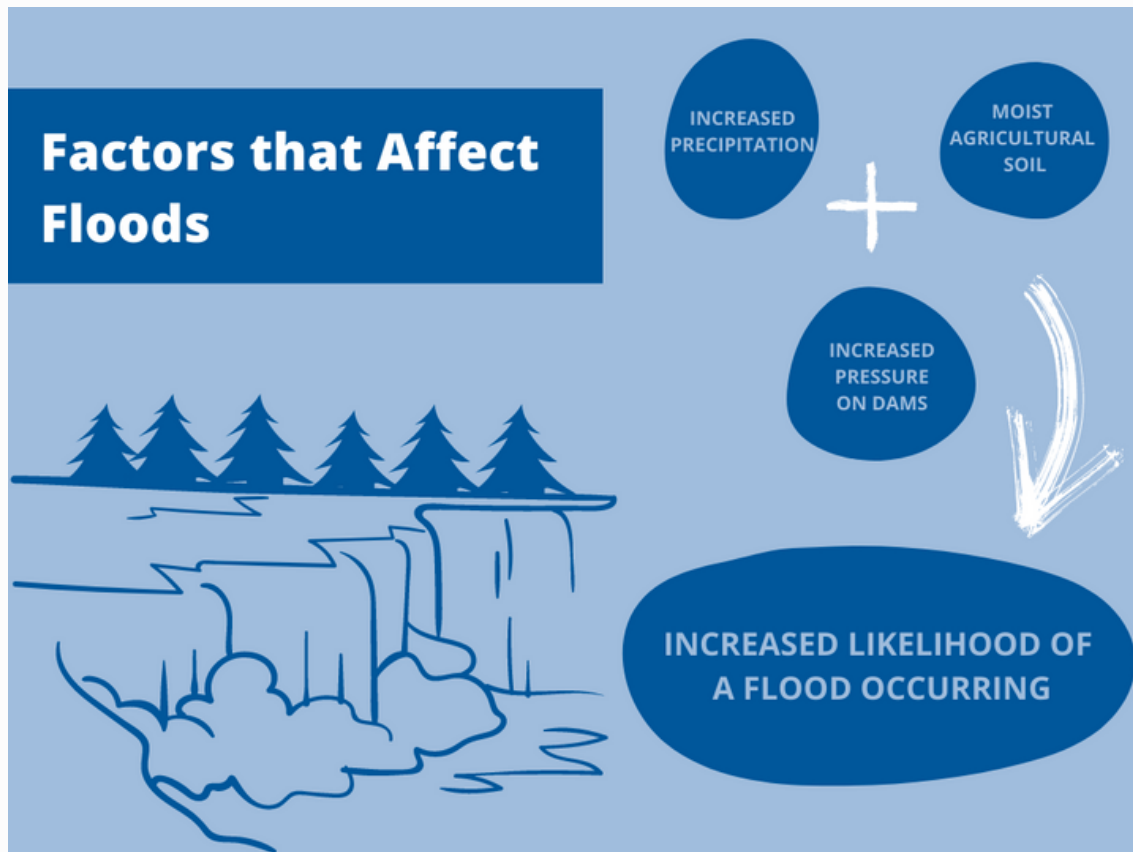 Factors that Affect
Floods
INCREASED
PRECIPITATION
MOIST
AGRICULTURAL
SOIL
INCREASED
PRESSURE
ON DAMS
INCREASED LIKELIHOOD OF
A FLOOD OCCURRING